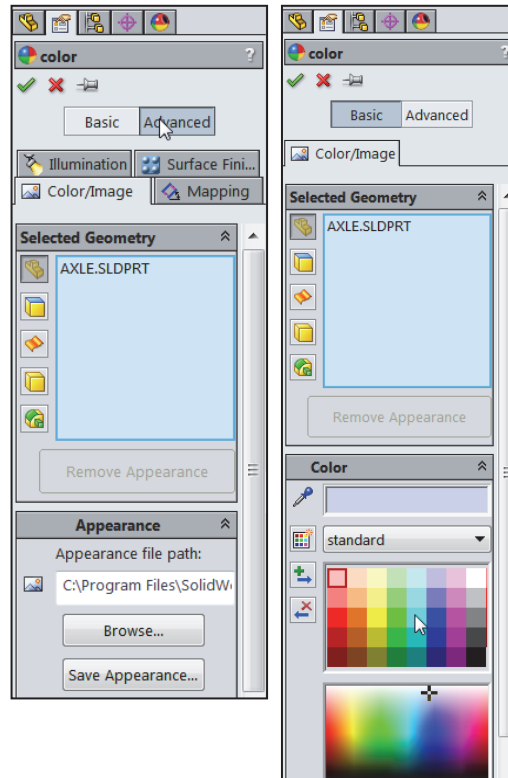 color ?
Basic Advanced
Illumination Surface Fini...
Color/Image Mapping
Selected Geometry
AXLE.SLDPRT
Remove Appearance
Appearance
Appearance file path:
C:\Program Files\SolidW
Browse...
Save Appearance...
color
Basic Advanced
Color/Image
Selected Geometry
AXLE.SLDPRT
Remove Appearance
Color
standard